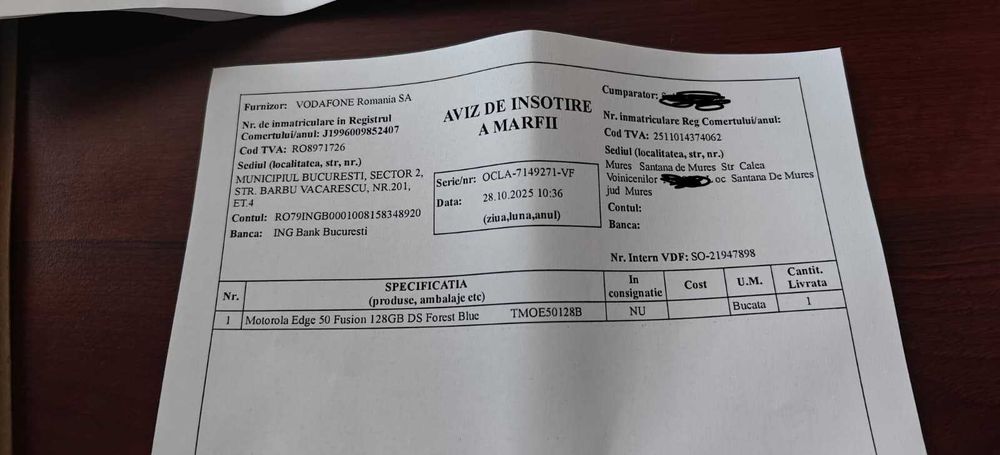 Furnizor: VODAFONE Romania SA
Nr. de inmatriculare in Registrul
Comertului/anul: J1996009852407
Cod TVA: RO8971726
Sediul (localitatea, str, nr.)
MUNICIPIUL BUCURESTI, SECTOR 2,
STR. BARBU VACARESCU, NR.201,
ET.4
Contul: RO79INGB0001008158348920
Banca: ING Bank Bucuresti
AVIZ DE INSOTIRE
A MARFII
Serie/nr: OCLA-7149271-VF
Data: 28.10.2025 10:36
(ziua,luna,anul)
Cumparator:
Nr. inmatriculare Reg Comertului/anul:
Cod TVA: 2511014374062
Sediul (localitatea, str, nr.)
Mures Santana de Mures Str Calea
Voinicenilor , oc Santana De Mures
jud Mures
Contul:
Banca:
Nr. Intern VDF: SO-21947898
Nr. SPECIFICATIA (produse, ambalaje etc) In consignatie Cost U.M. Cantit. Livrata
1 Motorola Edge 50 Fusion 128GB DS Forest Blue TMOE50128B NU Bucata 1